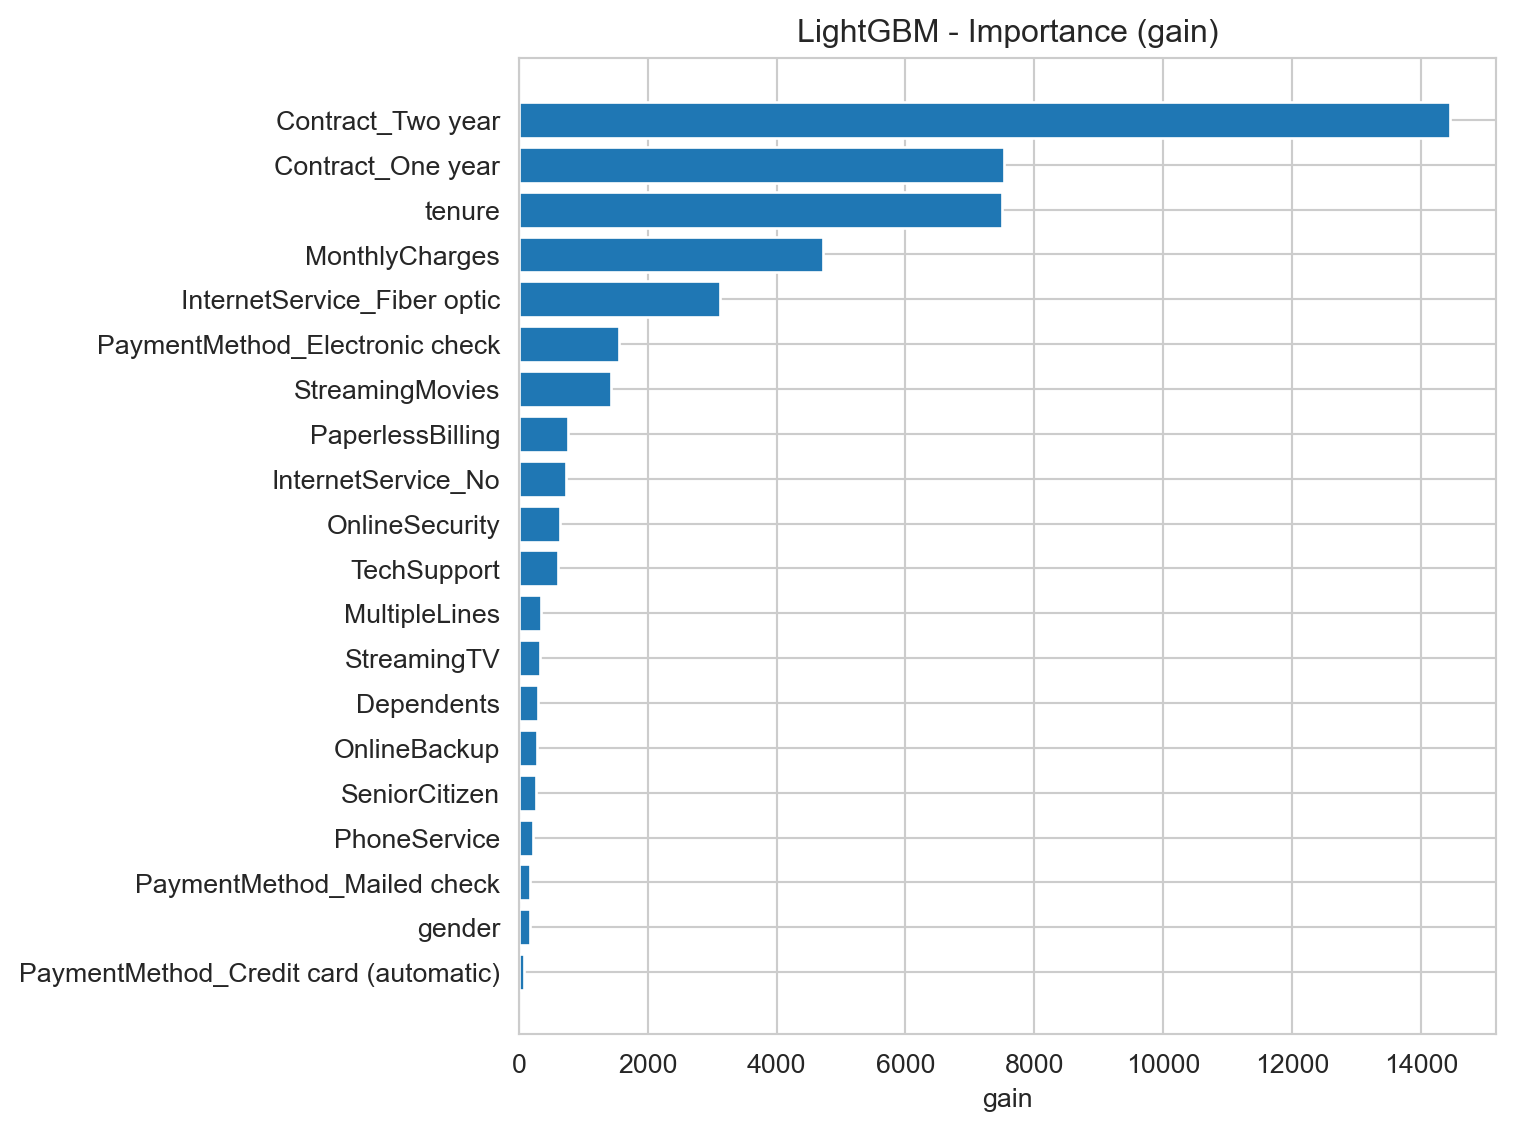 LightGBM - Importance (gain)
Contract_Two year
Contract_One year
tenure
MonthlyCharges
InternetService_Fiber optic
PaymentMethod_Electronic check
StreamingMovies
PaperlessBilling
InternetService_No
OnlineSecurity
TechSupport
MultipleLines
StreamingTV
Dependents
OnlineBackup
SeniorCitizen
PhoneService
PaymentMethod_Mailed check
gender
PaymentMethod_Credit card (automatic)
0 2000 4000 6000 8000 10000 12000 14000
gain